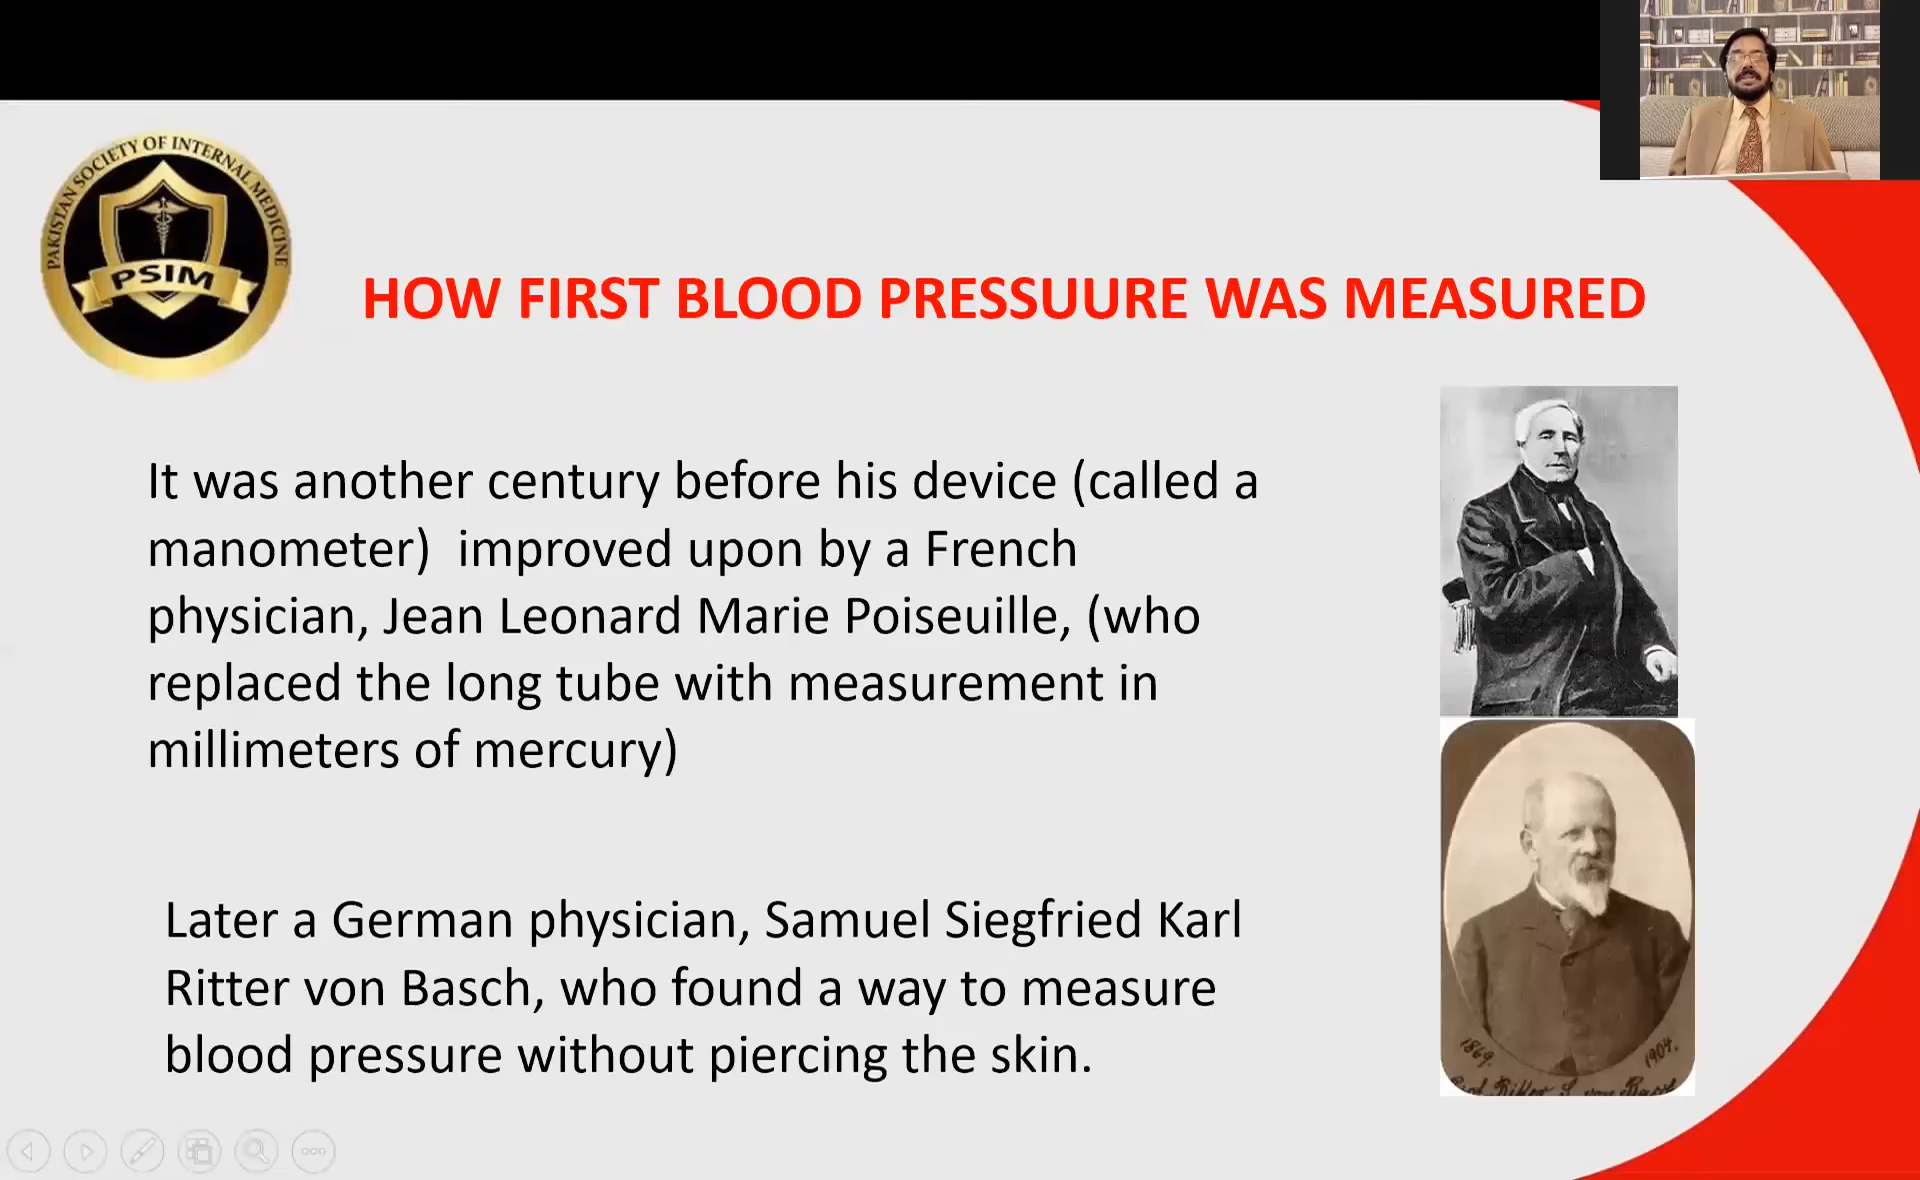 PAKISTAN SOCIETY OF INTERNAL MEDICINE
PSIM
HOW FIRST BLOOD PRESSUURE WAS MEASURED
It was another century before his device (called a
manometer)  improved upon by a French
physician, Jean Leonard Marie Poiseuille, (who
replaced the long tube with measurement in
millimeters of mercury)
Later a German physician, Samuel Siegfried Karl
Ritter von Basch, who found a way to measure
blood pressure without piercing the skin.
1869.
1904.
Ritter S. von Basch